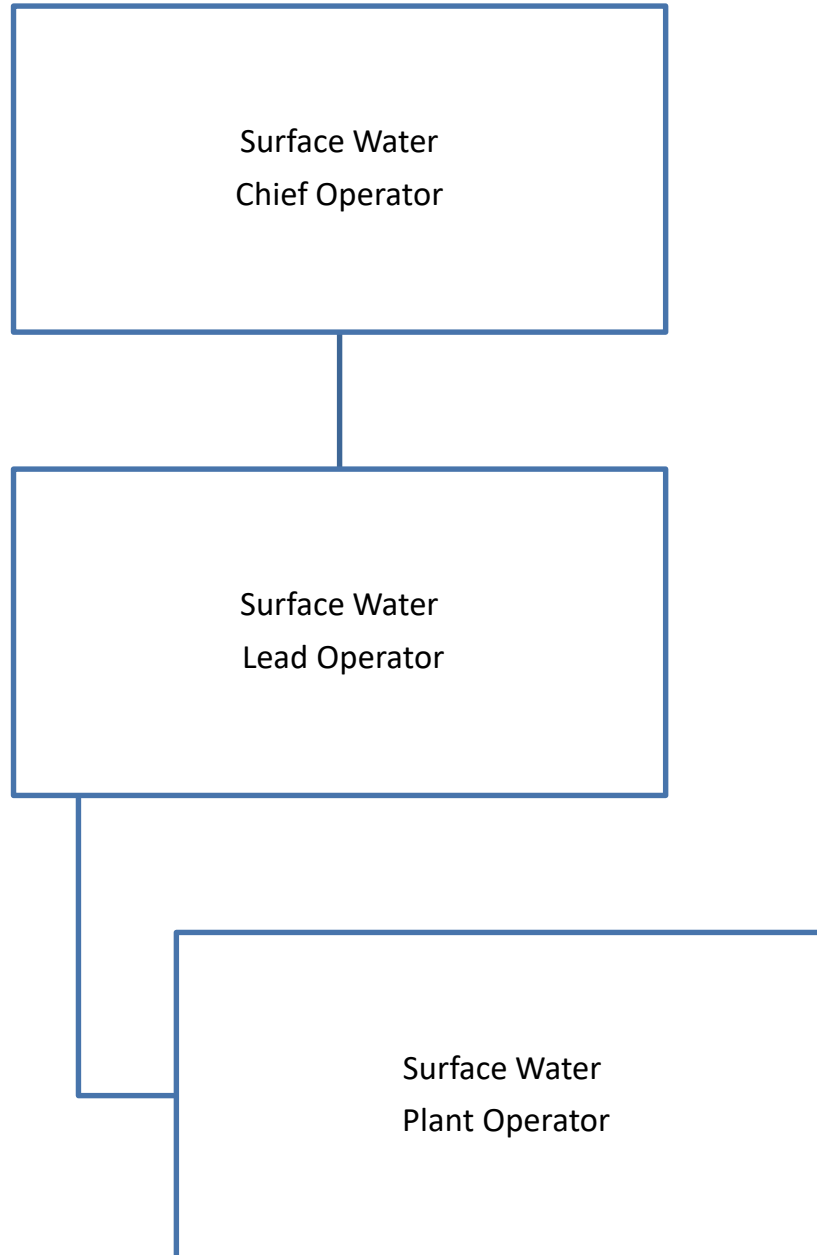 Surface Water
Chief Operator
Surface Water
Lead Operator
Surface Water
Plant Operator